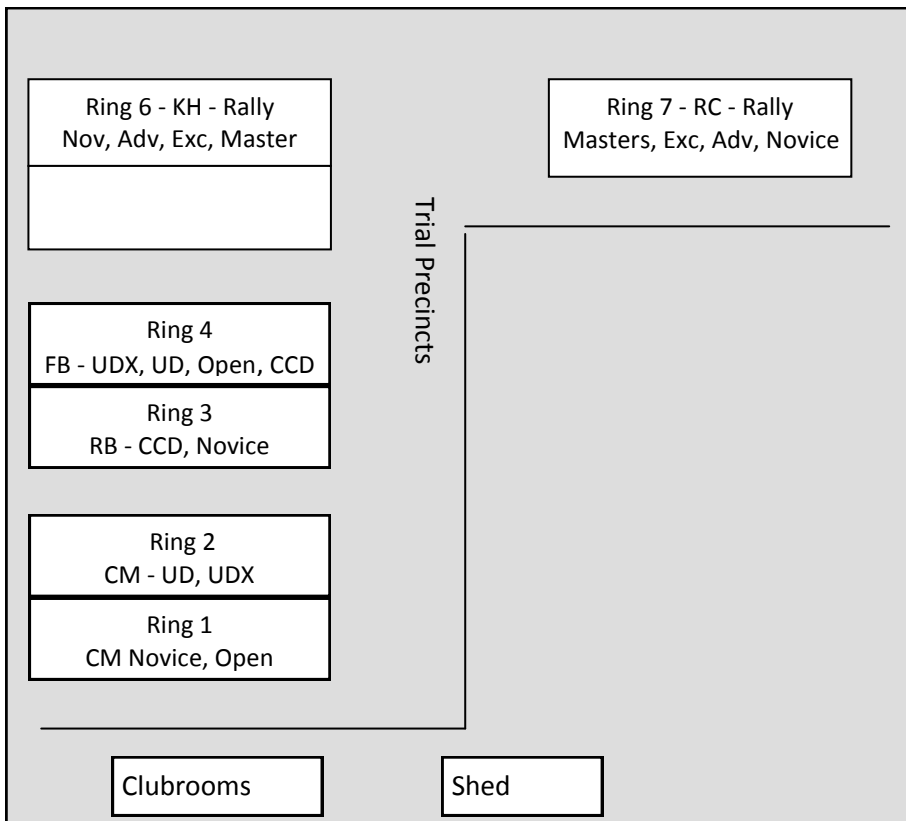 Ring 6 - KH - Rally
Nov, Adv, Exc, Master
Ring 7 - RC - Rally
Masters, Exc, Adv, Novice
Trial Precincts
Ring 4
FB - UDX, UD, Open, CCD
Ring 3
RB - CCD, Novice
Ring 2
CM - UD, UDX
Ring 1
CM Novice, Open
Clubrooms
Shed